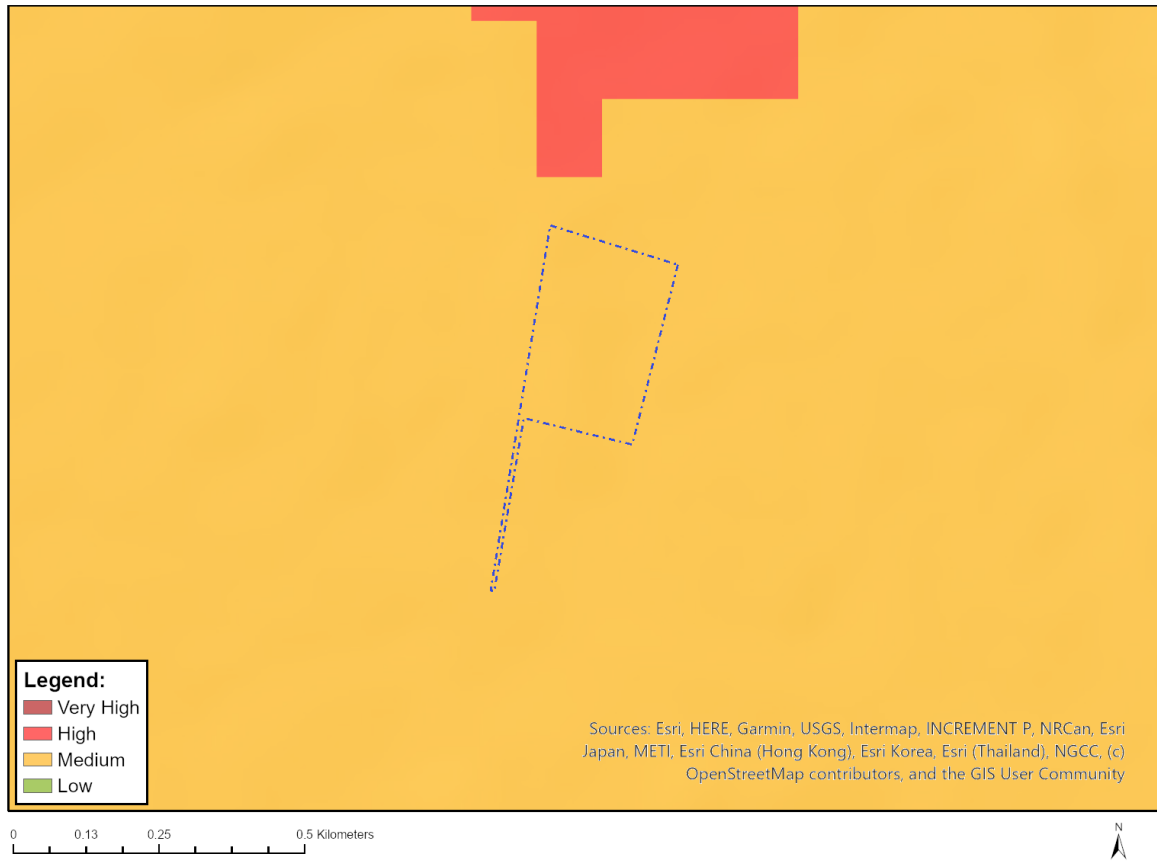 Legend:
Very High
High
Medium
Low
Sources: Esri, HERE, Garmin, USGS, Intermap, INCREMENT P, NRCan, Esri
Japan, METI, Esri China (Hong Kong), Esri Korea, Esri (Thailand), NGCC, (c)
OpenStreetMap contributors, and the GIS User Community
0 0.13 0.25 0.5 Kilometers
N